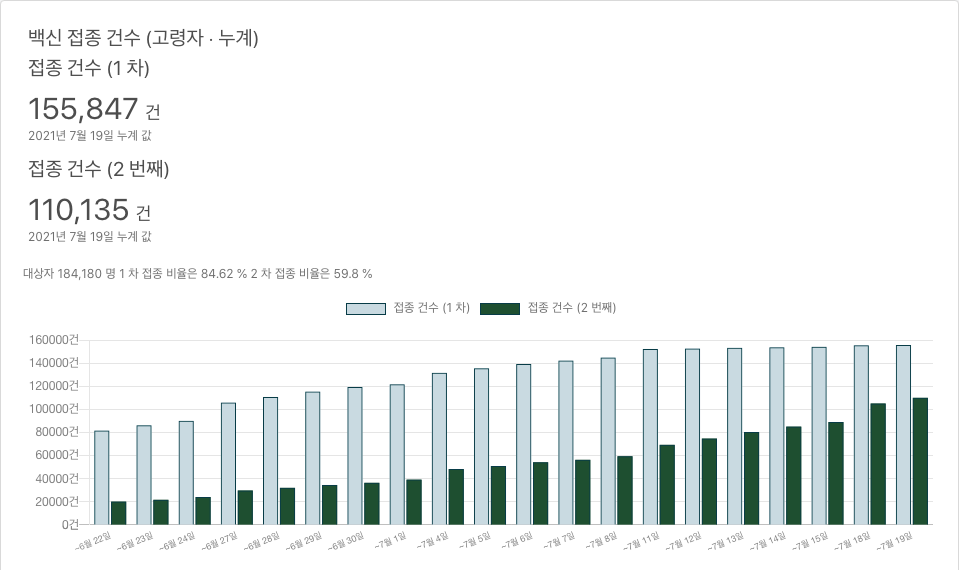 백신 접종 건수 (고령자 · 누계)
접종 건수 (1 차)
155,847 건
2021년 7월 19일 누계 값
접종 건수 (2 번째)
110,135 건
2021년 7월 19일 누계 값
대상자 184,180 명 1 차 접종 비율은 84.62 % 2 차 접종 비율은 59.8 %
접종 건수 (1 차) 접종 건수 (2 번째)
160000건
140000건
120000건
100000건
80000건
60000건
40000건
20000건
0건
~6월 22일 ~6월 23일 ~6월 24일 ~6월 27일 ~6월 28일 ~6월 29일 ~6월 30일 ~7월 1일 ~7월 4일 ~7월 5일 ~7월 6일 ~7월 7일 ~7월 8일 ~7월 11일 ~7월 12일 ~7월 13일 ~7월 14일 ~7월 15일 ~7월 18일 ~7월 19일